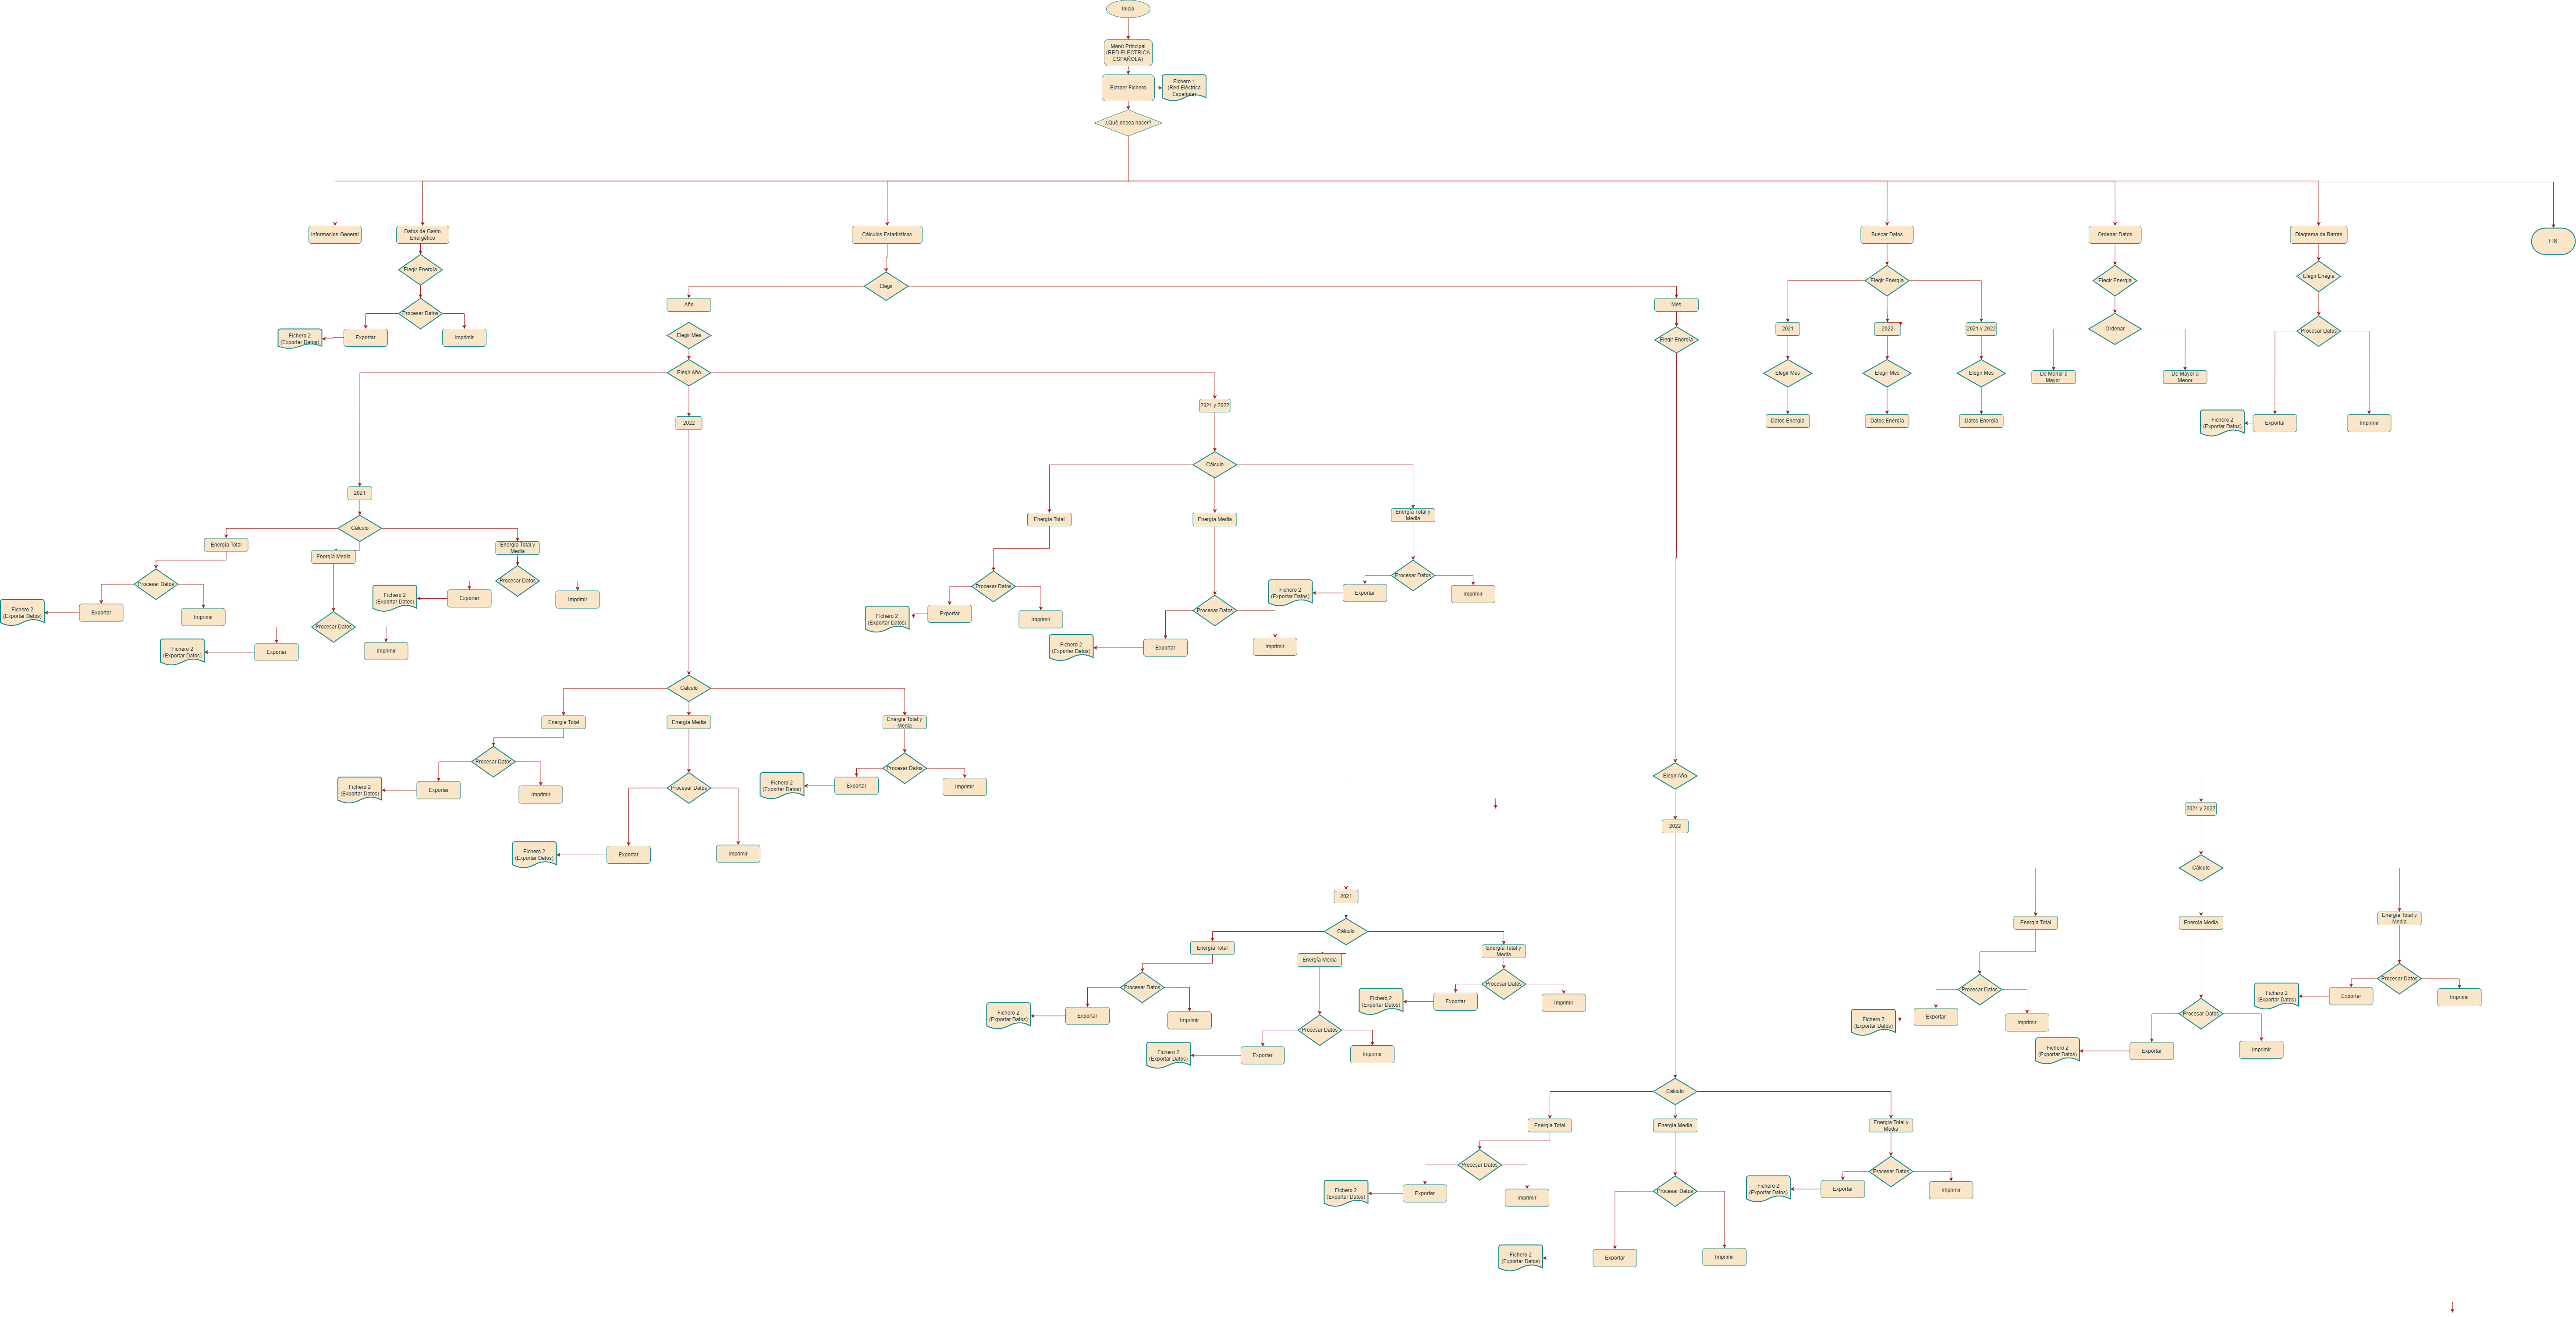 Inicio
Menú Principal
(RED ELECTRICA
ESPAÑOLA)
Extraer Fichero
Fichero 1
(Red Eléctrica
Española)
¿Qué desea hacer?
Informacion General
Datos de Gasto
Energético
Cálculos Estadísticos
Buscar Datos
Ordenar Datos
Diagrama de Barras
FIN
Elegir Energía
Procesar Datos
Fichero 2
(Exportar Datos)
Exportar
Imprimir
Elegir
Año
Mes
Elegir Mes
Elegir Energía
Elegir Año
Elegir Energía
2021
2022
2021 y 2022
Elegir Mes
Elegir Mes
Elegir Mes
Datos Energía
Datos Energía
Datos Energía
Elegir Energía
Ordenar
De Menor a
Mayor
De Mayor a
Menor
Elegir Enegía
Procesar Datos
Fichero 2
(Exportar Datos)
Exportar
Imprimir
2022
2021 y 2022
2021
Cálculo
Energía Total
Energía Media
Energía Total y
Media
Procesar Datos
Fichero 2
(Exportar Datos)
Exportar
Imprimir
Procesar Datos
Fichero 2
(Exportar Datos)
Exportar
Imprimir
Procesar Datos
Fichero 2
(Exportar Datos)
Exportar
Imprimir
Cálculo
Energía Total
Energía Media
Energía Total y
Media
Procesar Datos
Fichero 2
(Exportar Datos)
Exportar
Imprimir
Procesar Datos
Fichero 2
(Exportar Datos)
Exportar
Imprimir
Procesar Datos
Fichero 2
(Exportar Datos)
Exportar
Imprimir
Cálculo
Energía Total
Energía Media
Energía Total y
Media
Procesar Datos
Fichero 2
(Exportar Datos)
Exportar
Imprimir
Procesar Datos
Fichero 2
(Exportar Datos)
Exportar
Imprimir
Procesar Datos
Fichero 2
(Exportar Datos)
Exportar
Imprimir
Elegir Año
2022
2021 y 2022
2021
Cálculo
Energía Total
Energía Media
Energía Total y
Media
Procesar Datos
Fichero 2
(Exportar Datos)
Exportar
Imprimir
Procesar Datos
Fichero 2
(Exportar Datos)
Exportar
Imprimir
Procesar Datos
Fichero 2
(Exportar Datos)
Exportar
Imprimir
Cálculo
Energía Total
Energía Media
Energía Total y
Media
Procesar Datos
Fichero 2
(Exportar Datos)
Exportar
Imprimir
Procesar Datos
Fichero 2
(Exportar Datos)
Exportar
Imprimir
Procesar Datos
Fichero 2
(Exportar Datos)
Exportar
Imprimir
Cálculo
Energía Total
Energía Media
Energía Total y
Media
Procesar Datos
Fichero 2
(Exportar Datos)
Exportar
Imprimir
Procesar Datos
Fichero 2
(Exportar Datos)
Exportar
Imprimir
Procesar Datos
Fichero 2
(Exportar Datos)
Exportar
Imprimir